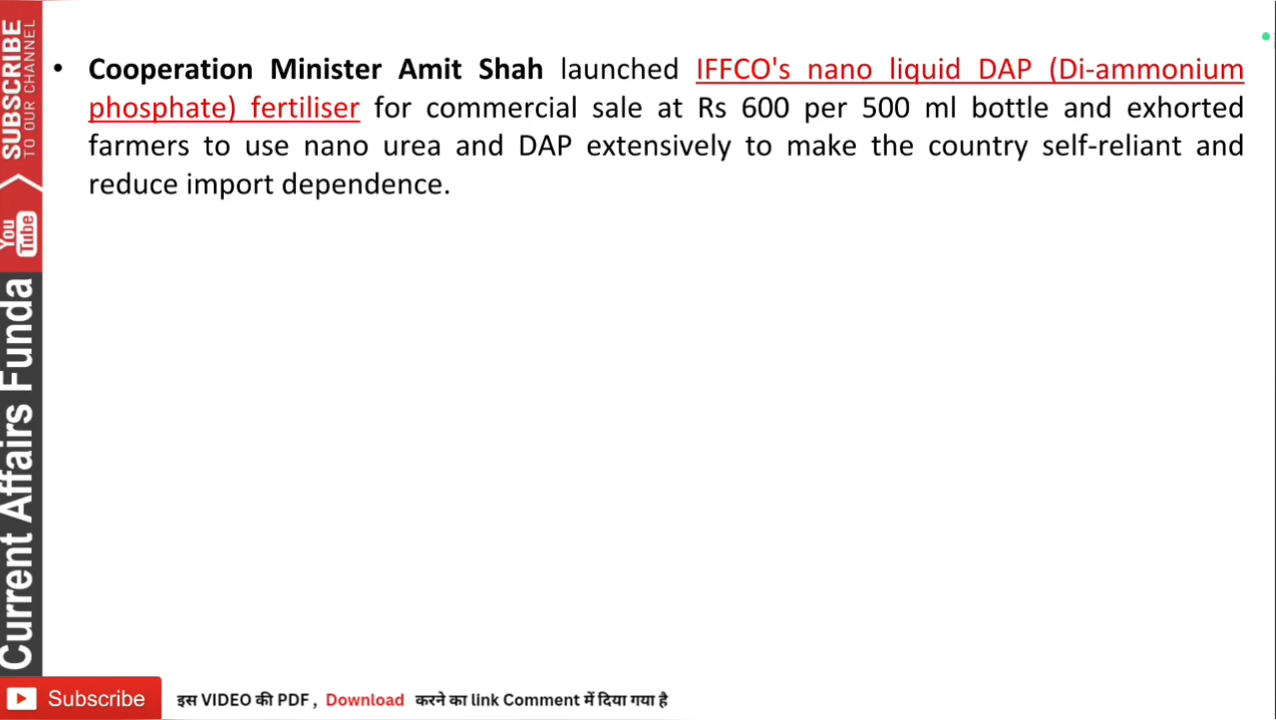 • Cooperation Minister Amit Shah launched IFFCO's nano liquid DAP (Di-ammonium
phosphate) fertiliser for commercial sale at Rs 600 per 500 ml bottle and exhorted
farmers to use nano urea and DAP extensively to make the country self-reliant and
reduce import dependence.
SUBSCRIBE
TO OUR CHANNEL
You
Tube
Current Affairs Funda
Subscribe
इस VIDEO की PDF , Download करने का link Comment में दिया गया है